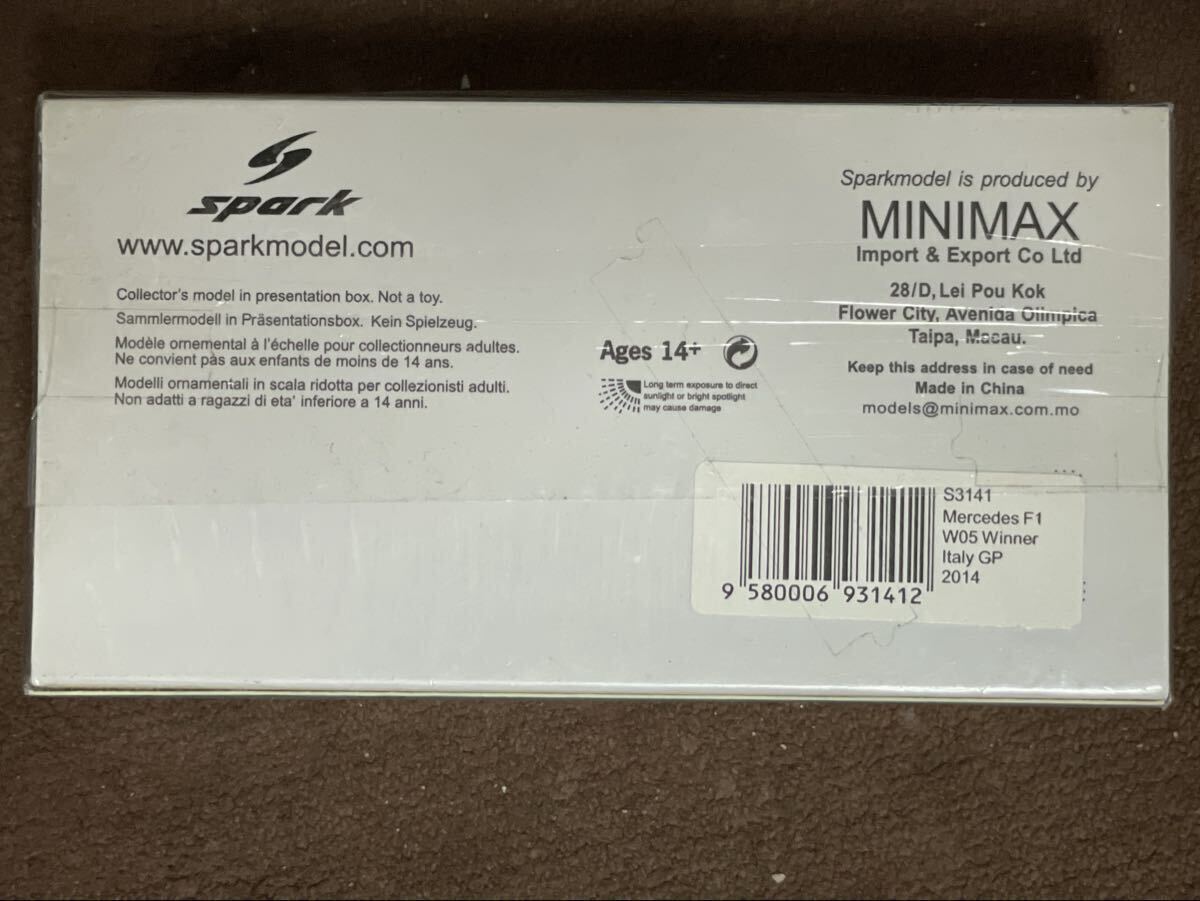 spark
www.sparkmodel.com
Collector's model in presentation box. Not a toy.
Sammlermodell in Präsentationsbox. Kein Spielzeug.
Modèle ornemental à l'échelle pour collectionneurs adultes.
Ne convient pas aux enfants de moins de 14 ans.
Modelli ornamentali in scala ridotta per collezionisti adulti.
Non adatti a ragazzi di eta' inferiore a 14 anni.
Ages 14+
Long term exposure to direct
sunlight or bright spotlight
may cause damage
Sparkmodel is produced by
MINIMAX
Import & Export Co Ltd
28/D, Lei Pou Kok
Flower City, Avenida Olimpica
Taipa, Macau.
Keep this address in case of need
Made in China
models@minimax.com.mo
S3141
Mercedes F1
W05 Winner
Italy GP
2014
9 580006 931412